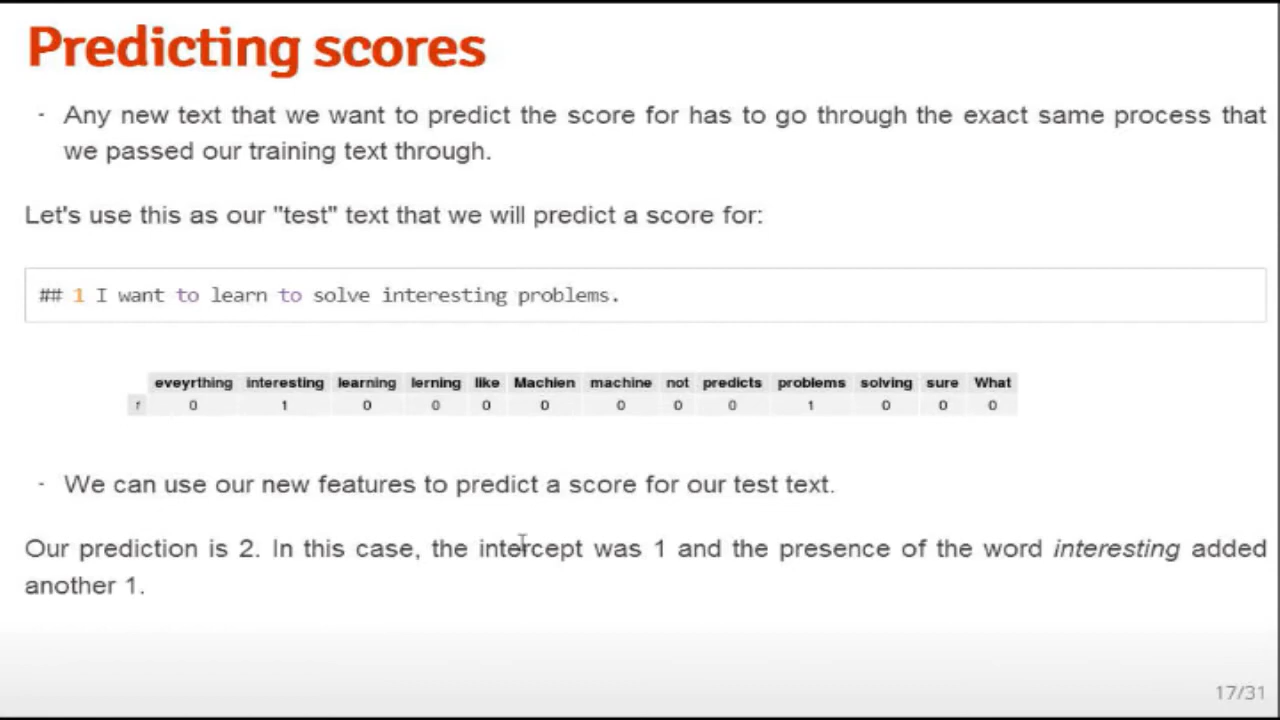 Predicting scores
- Any new text that we want to predict the score for has to go through the exact same process that
we passed our training text through.
Let's use this as our "test" text that we will predict a score for:
## 1 I want to learn to solve interesting problems.
eveyrthing interesting learning lerning like Machien machine not predicts problems solving sure What
f 0 1 0 0 0 0 0 0 0 1 0 0 0
- We can use our new features to predict a score for our test text.
Our prediction is 2. In this case, the intercept was 1 and the presence of the word interesting added
another 1.
17/31